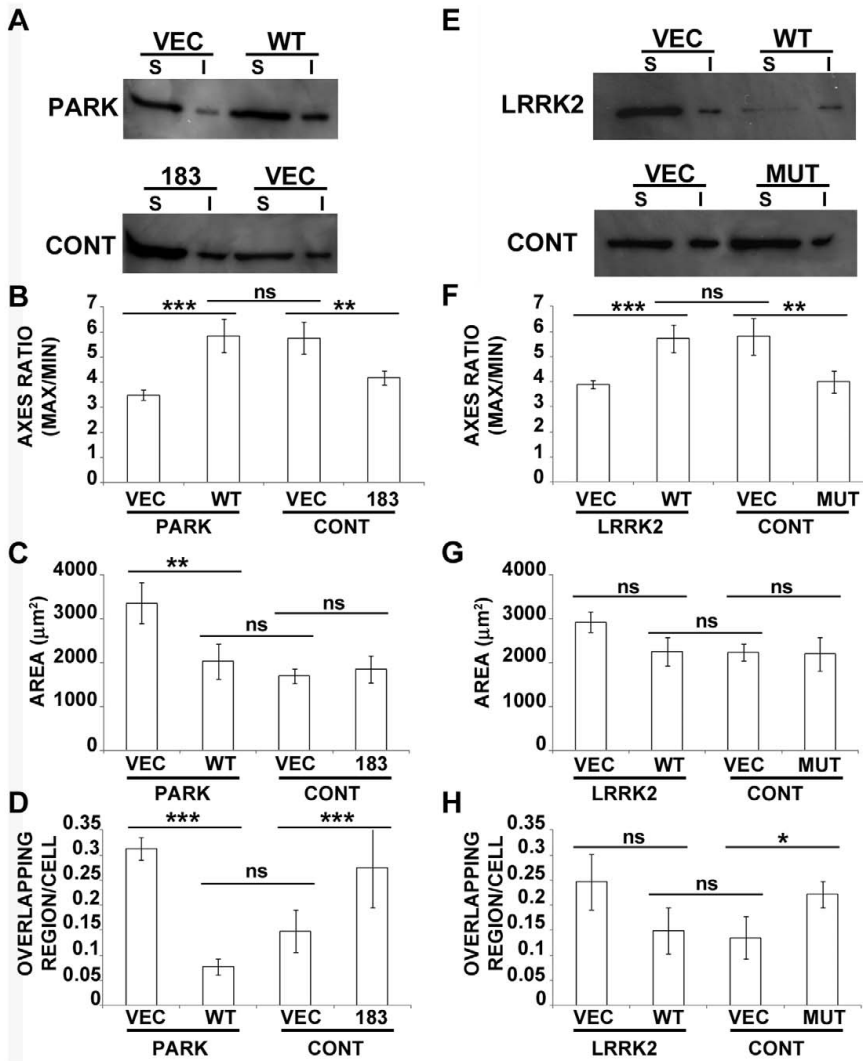 A
VEC WT
S I S I
PARK
183 VEC
S I S I
CONT
B
AXES RATIO
(MAX/MIN)
7
6
5
4
3
2
1
0
*** ns **
VEC WT VEC 183
PARK CONT
C
AREA (µm²)
4000
3000
2000
1000
0
** ns ns
VEC WT VEC 183
PARK CONT
D
OVERLAPPING
REGION/CELL
0.35
0.3
0.25
0.2
0.15
0.1
0.05
0
*** ns ***
VEC WT VEC 183
PARK CONT
E
VEC WT
S I S I
LRRK2
VEC MUT
S I S I
CONT
F
AXES RATIO
(MAX/MIN)
7
6
5
4
3
2
1
0
*** ns **
VEC WT VEC MUT
LRRK2 CONT
G
AREA (µm²)
4000
3000
2000
1000
0
ns ns ns
VEC WT VEC MUT
LRRK2 CONT
H
OVERLAPPING
REGION/CELL
0.35
0.3
0.25
0.2
0.15
0.1
0.05
0
ns ns *
VEC WT VEC MUT
LRRK2 CONT